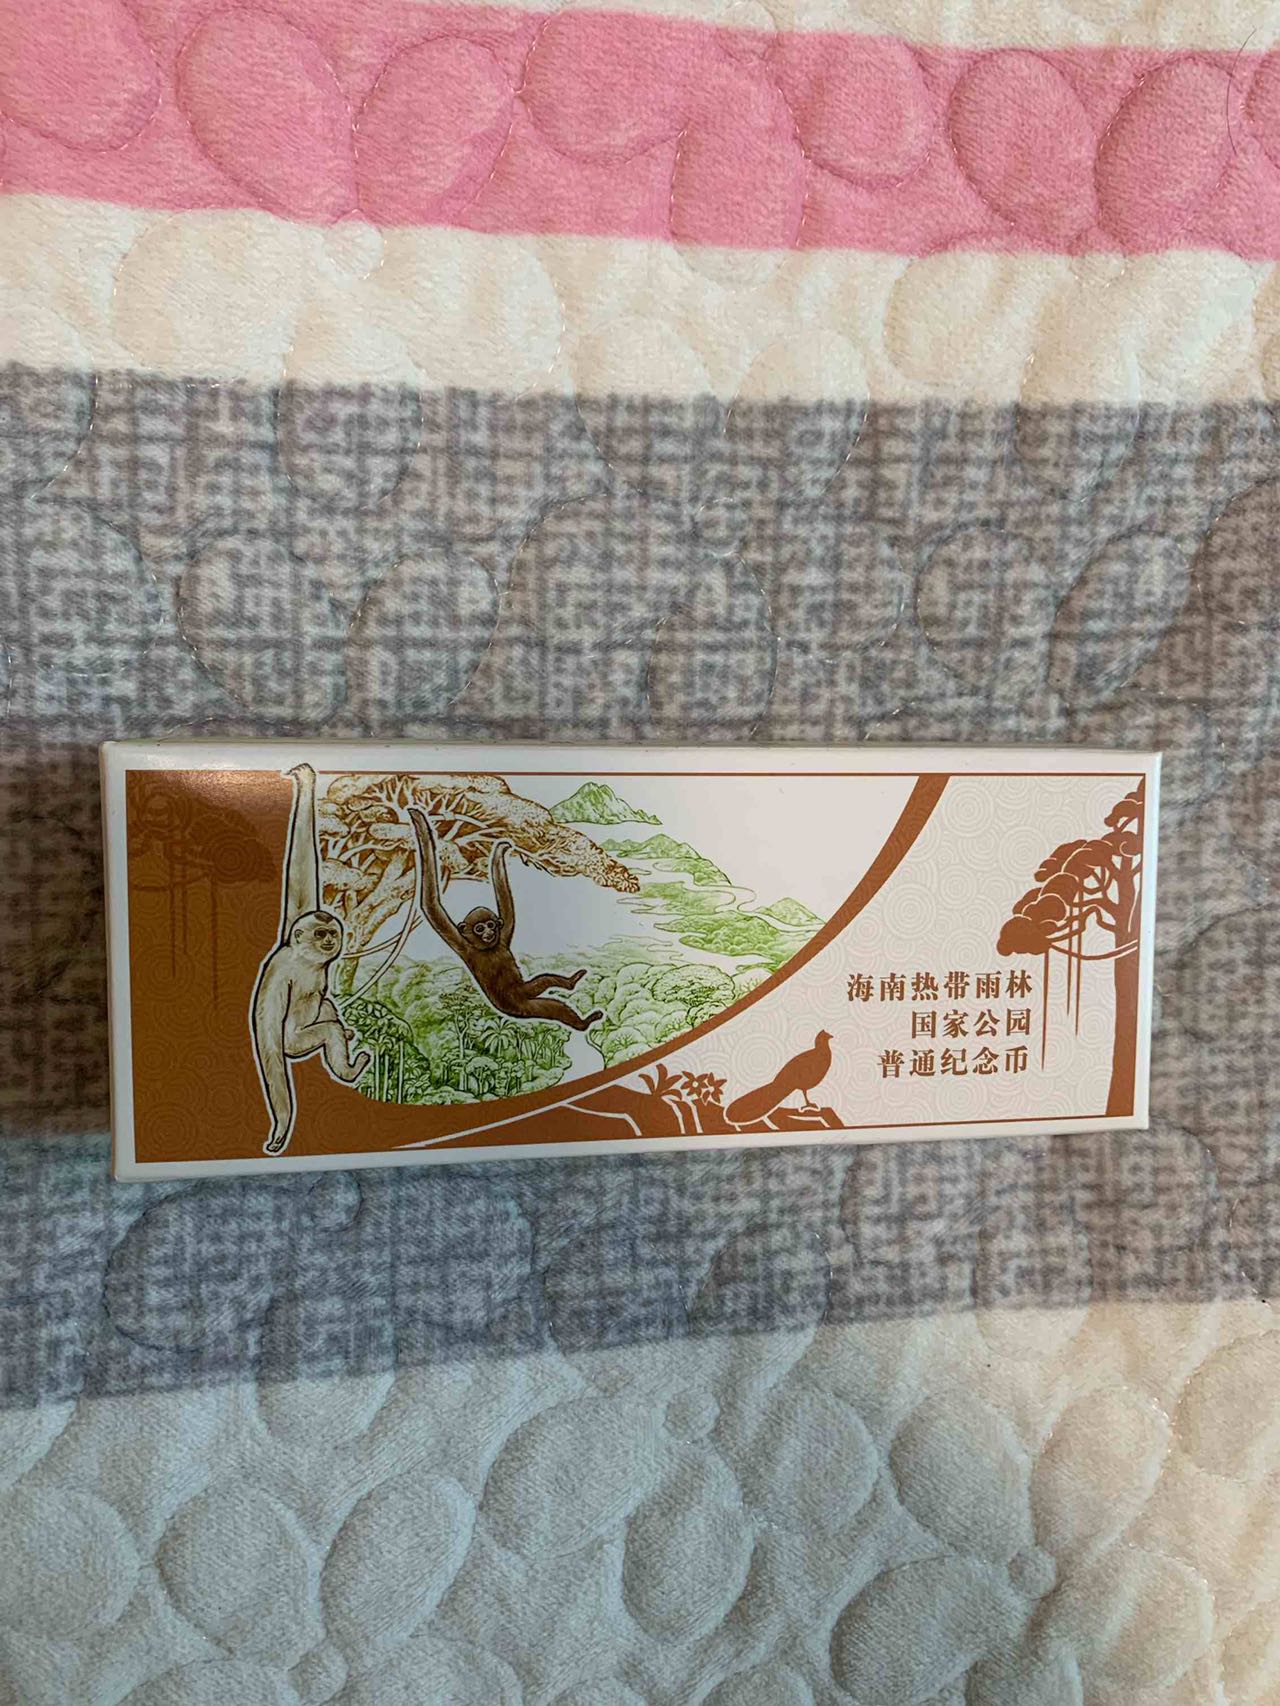 海南热带雨林
国家公园
普通纪念币